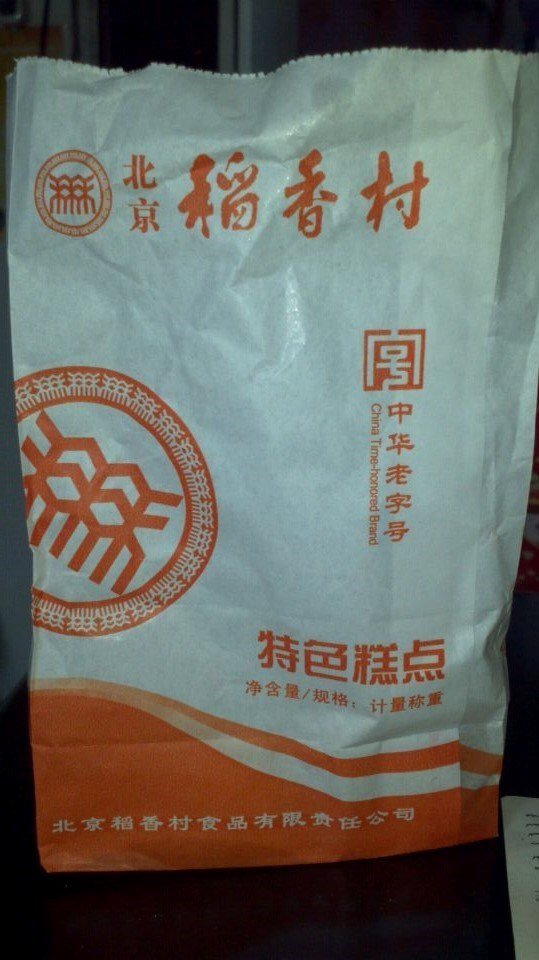 北京 稻香村
中华老字号
China Time-honored Brand
特色糕点
净含量/规格：计量称重
北京稻香村食品有限责任公司